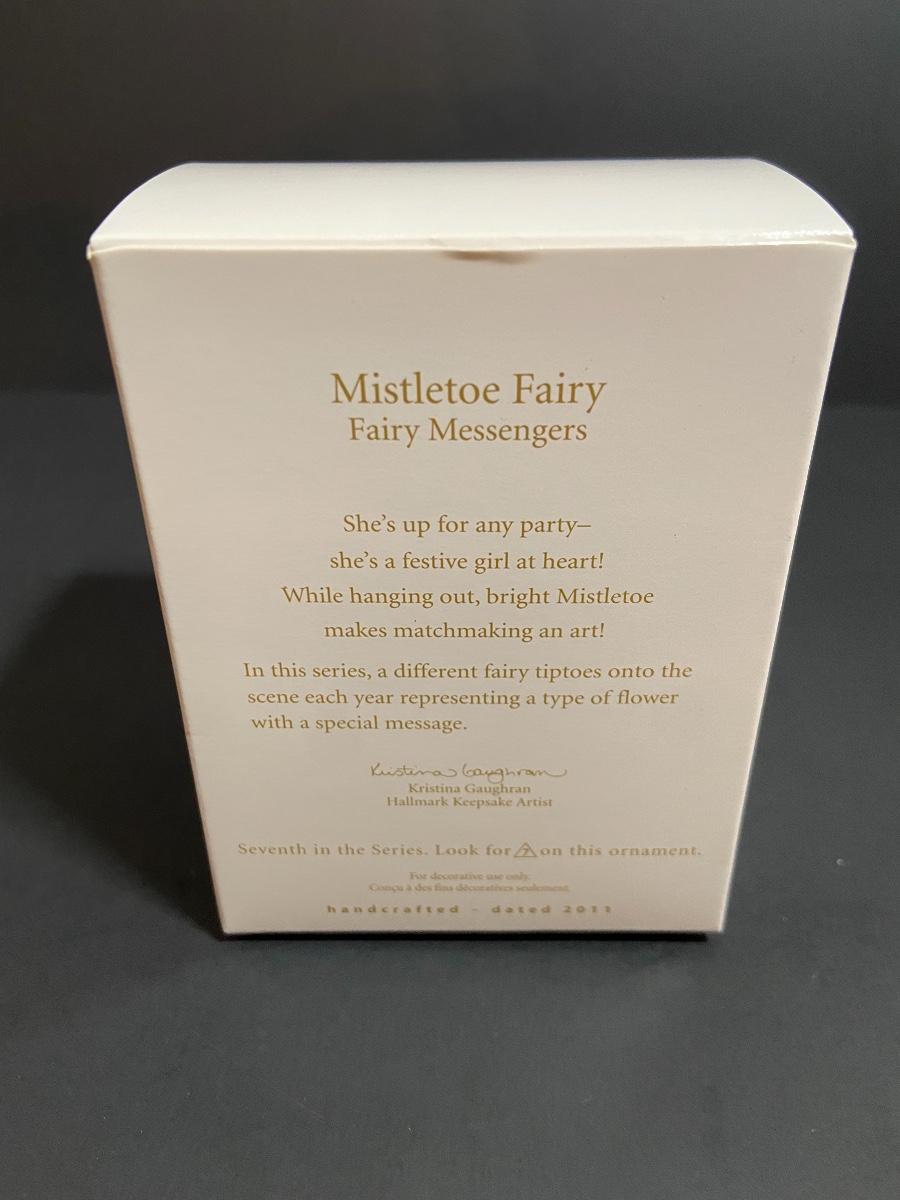 Mistletoe Fairy
Fairy Messengers
She's up for any party–
she's a festive girl at heart!
While hanging out, bright Mistletoe
makes matchmaking an art!
In this series, a different fairy tiptoes onto the
scene each year representing a type of flower
with a special message.
Kristina Gaughran
Kristina Gaughran
Hallmark Keepsake Artist
Seventh in the Series. Look for 7 on this ornament.
For decorative use only.
Conçu à des fins décoratives seulement.
handcrafted – dated 2011